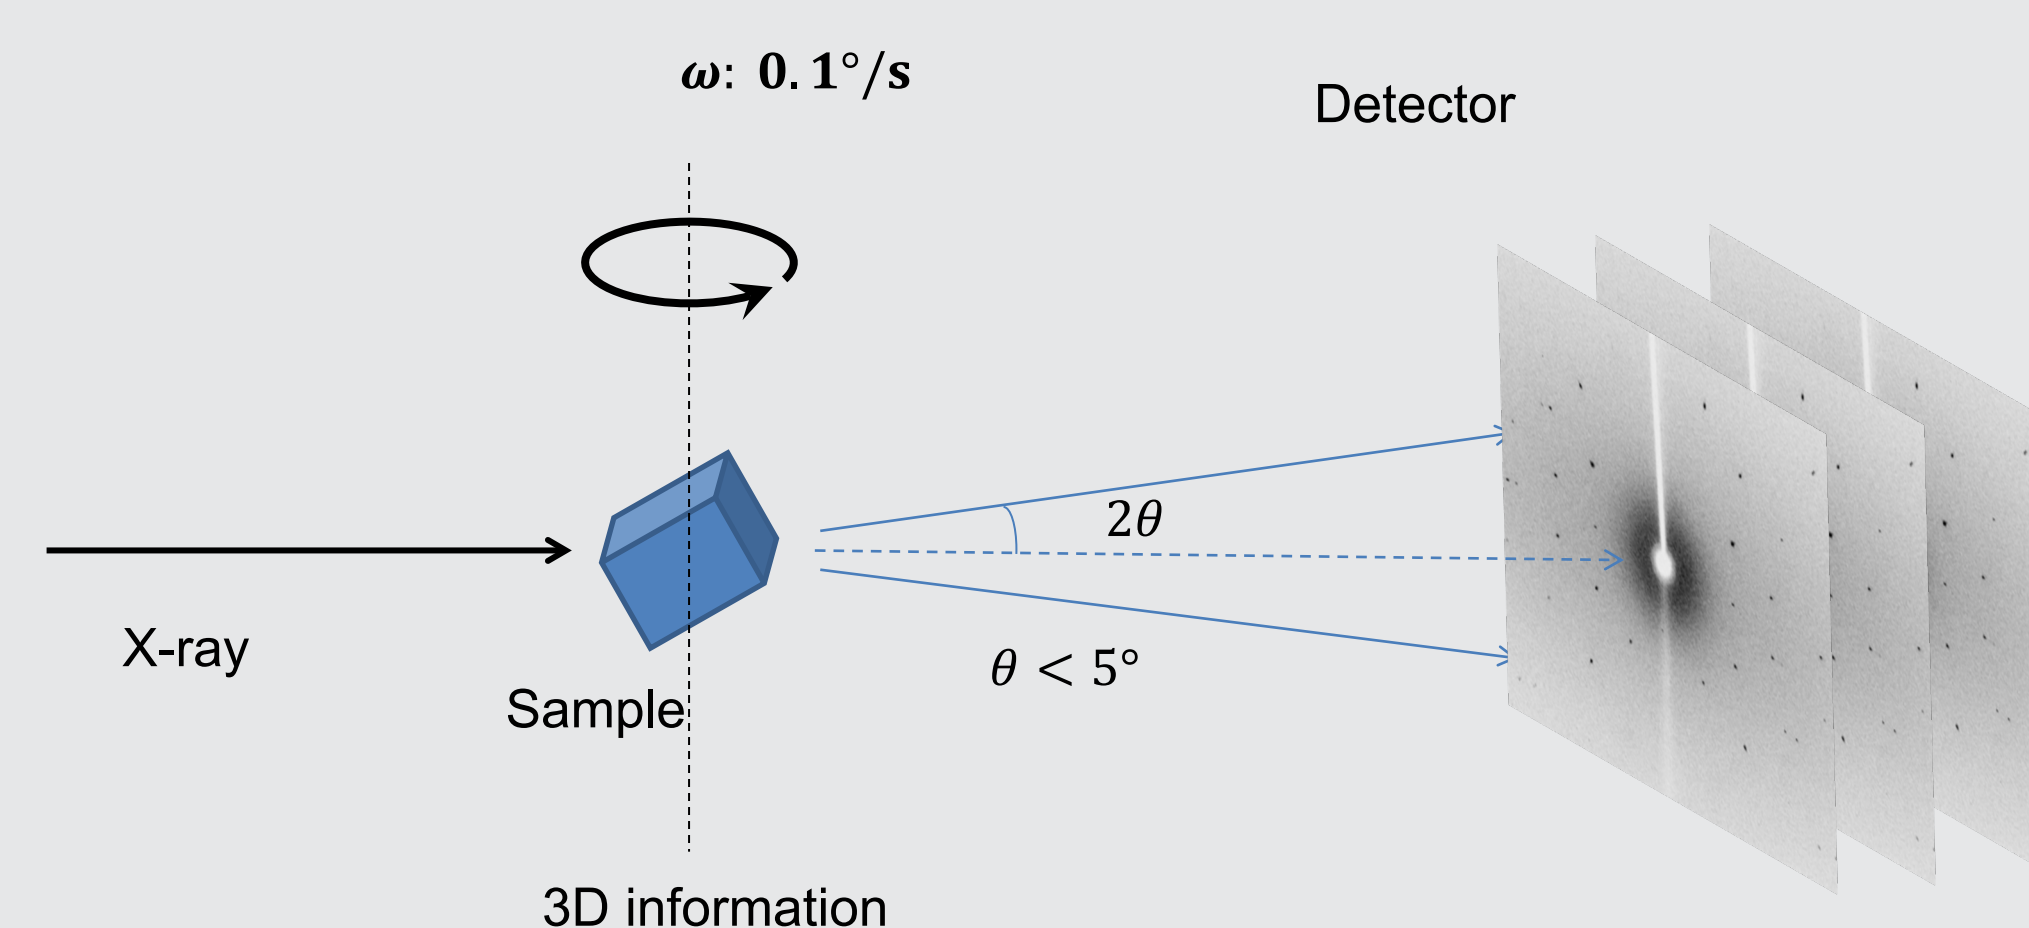 ω: 0.1°/s
Detector
2θ
X-ray
θ < 5°
Sample
3D information